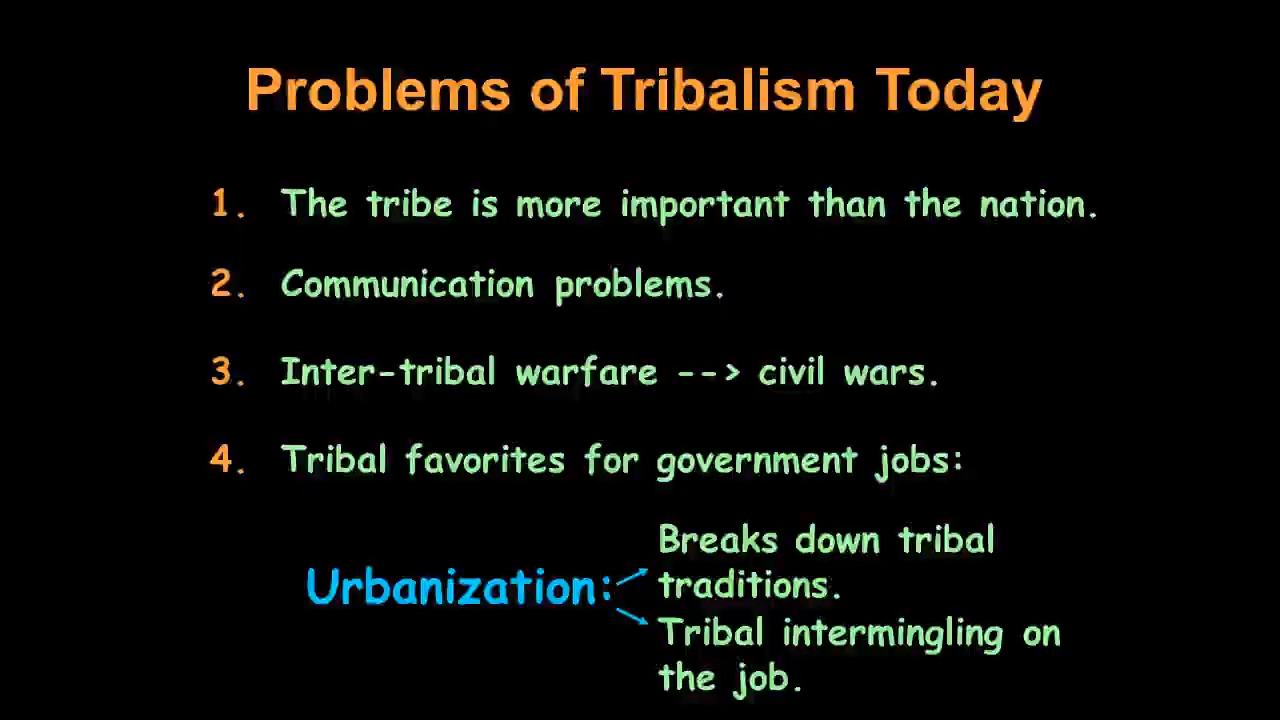 Problems of Tribalism Today
1. The tribe is more important than the nation.
2. Communication problems.
3. Inter-tribal warfare --> civil wars.
4. Tribal favorites for government jobs:
Urbanization:
Breaks down tribal
traditions.
Tribal intermingling on
the job.